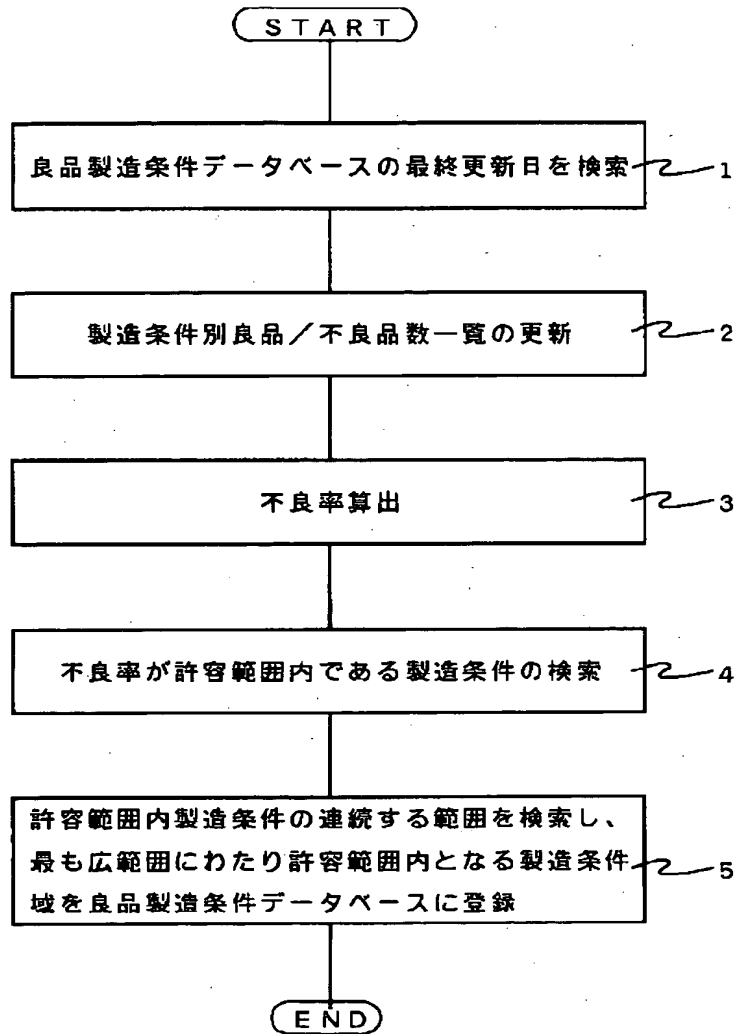 START
良品製造条件データベースの最終更新日を検索
1
製造条件別良品／不良品数一覧の更新
2
不良率算出
3
不良率が許容範囲内である製造条件の検索
4
許容範囲内製造条件の連続する範囲を検索し、
最も広範囲にわたり許容範囲内となる製造条件
域を良品製造条件データベースに登録
5
END